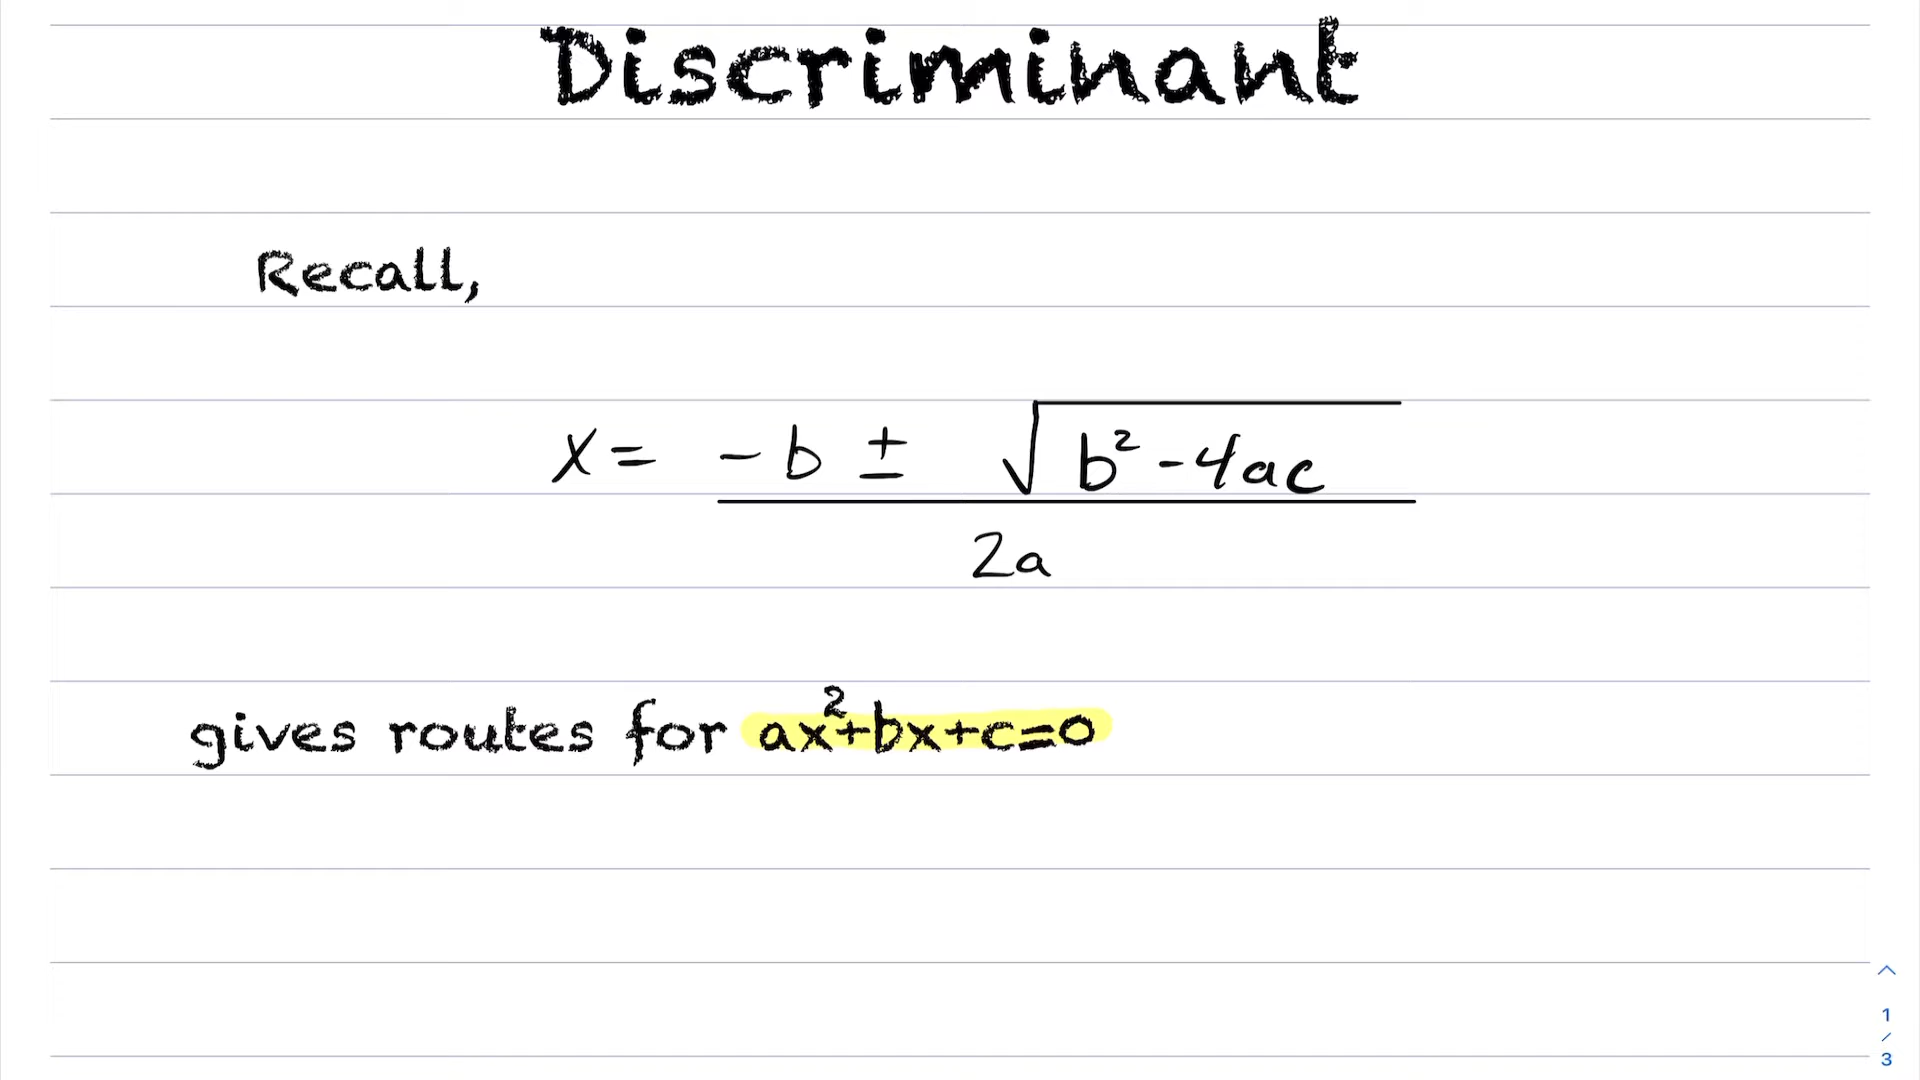 Discriminant
Recall,
x = -b ± √b²-4ac
2a
gives routes for ax²+bx+c=0
1
/
3